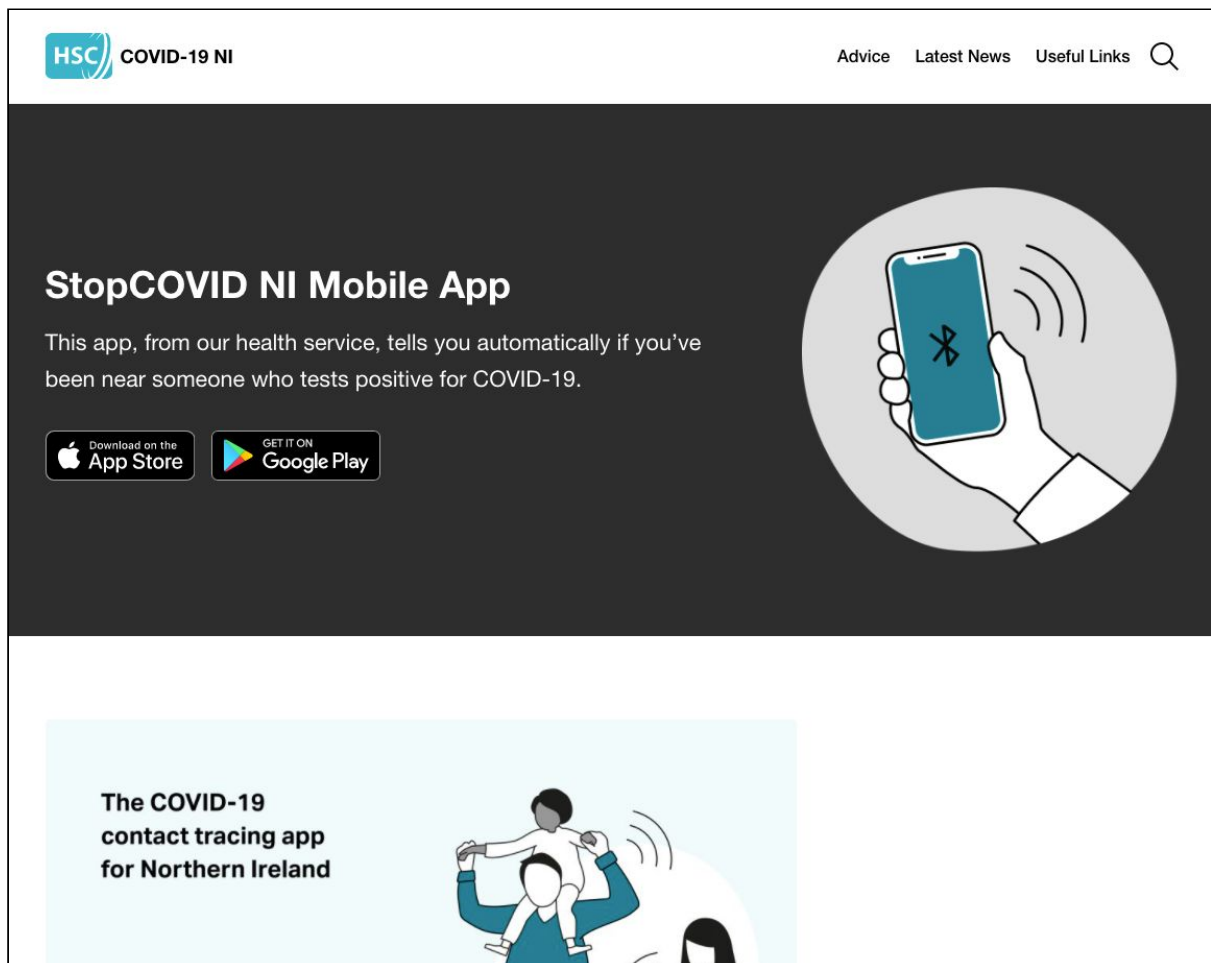 HSC COVID-19 NI
Advice Latest News Useful Links
StopCOVID NI Mobile App
This app, from our health service, tells you automatically if you’ve
been near someone who tests positive for COVID-19.
Download on the
App Store
GET IT ON
Google Play
The COVID-19
contact tracing app
for Northern Ireland